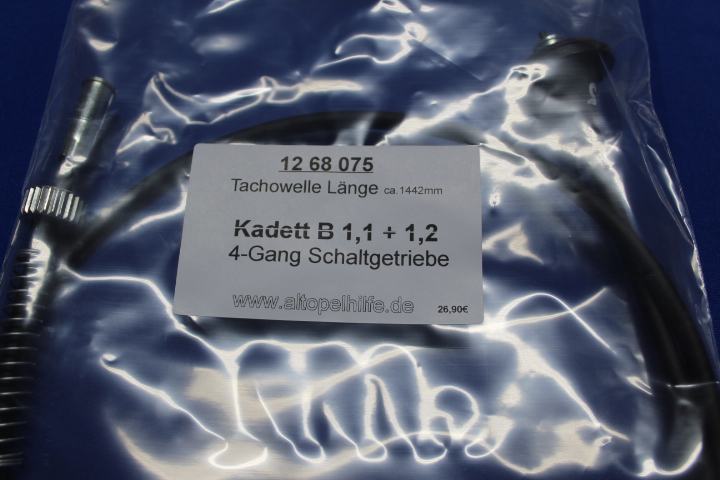 12 68 075
Tachowelle Länge ca.1442mm
Kadett B 1,1 + 1,2
4-Gang Schaltgetriebe
www.altopelhilfe.de
26,90€